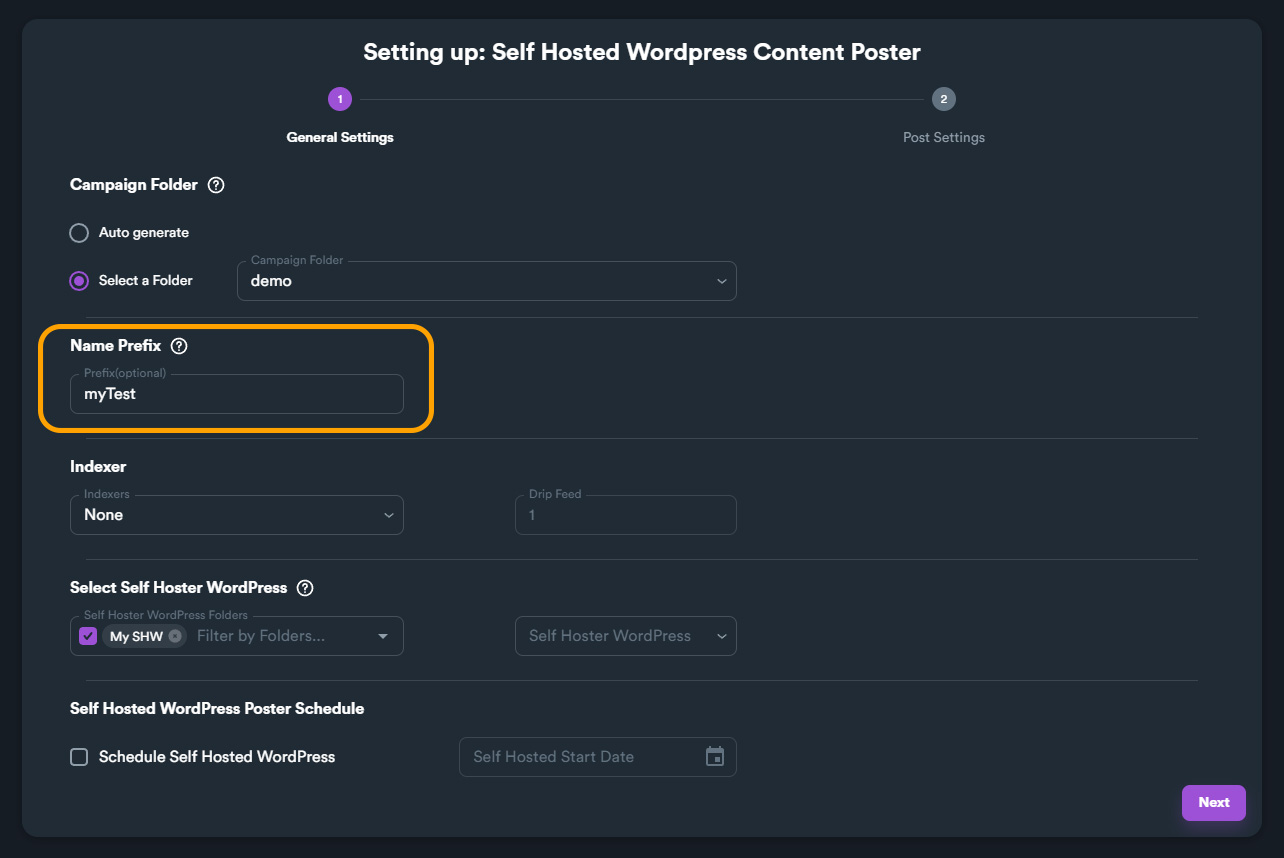 Setting up: Self Hosted Wordpress Content Poster
1
2
General Settings
Post Settings
Campaign Folder ?
Auto generate
Campaign Folder
Select a Folder
demo
Name Prefix ?
Prefix(optional)
myTest
Indexer
Indexers
Drip Feed
None
1
Select Self Hoster WordPress ?
Self Hoster WordPress Folders
My SHW Filter by Folders...
Self Hoster WordPress
Self Hosted WordPress Poster Schedule
Schedule Self Hosted WordPress
Self Hosted Start Date
Next